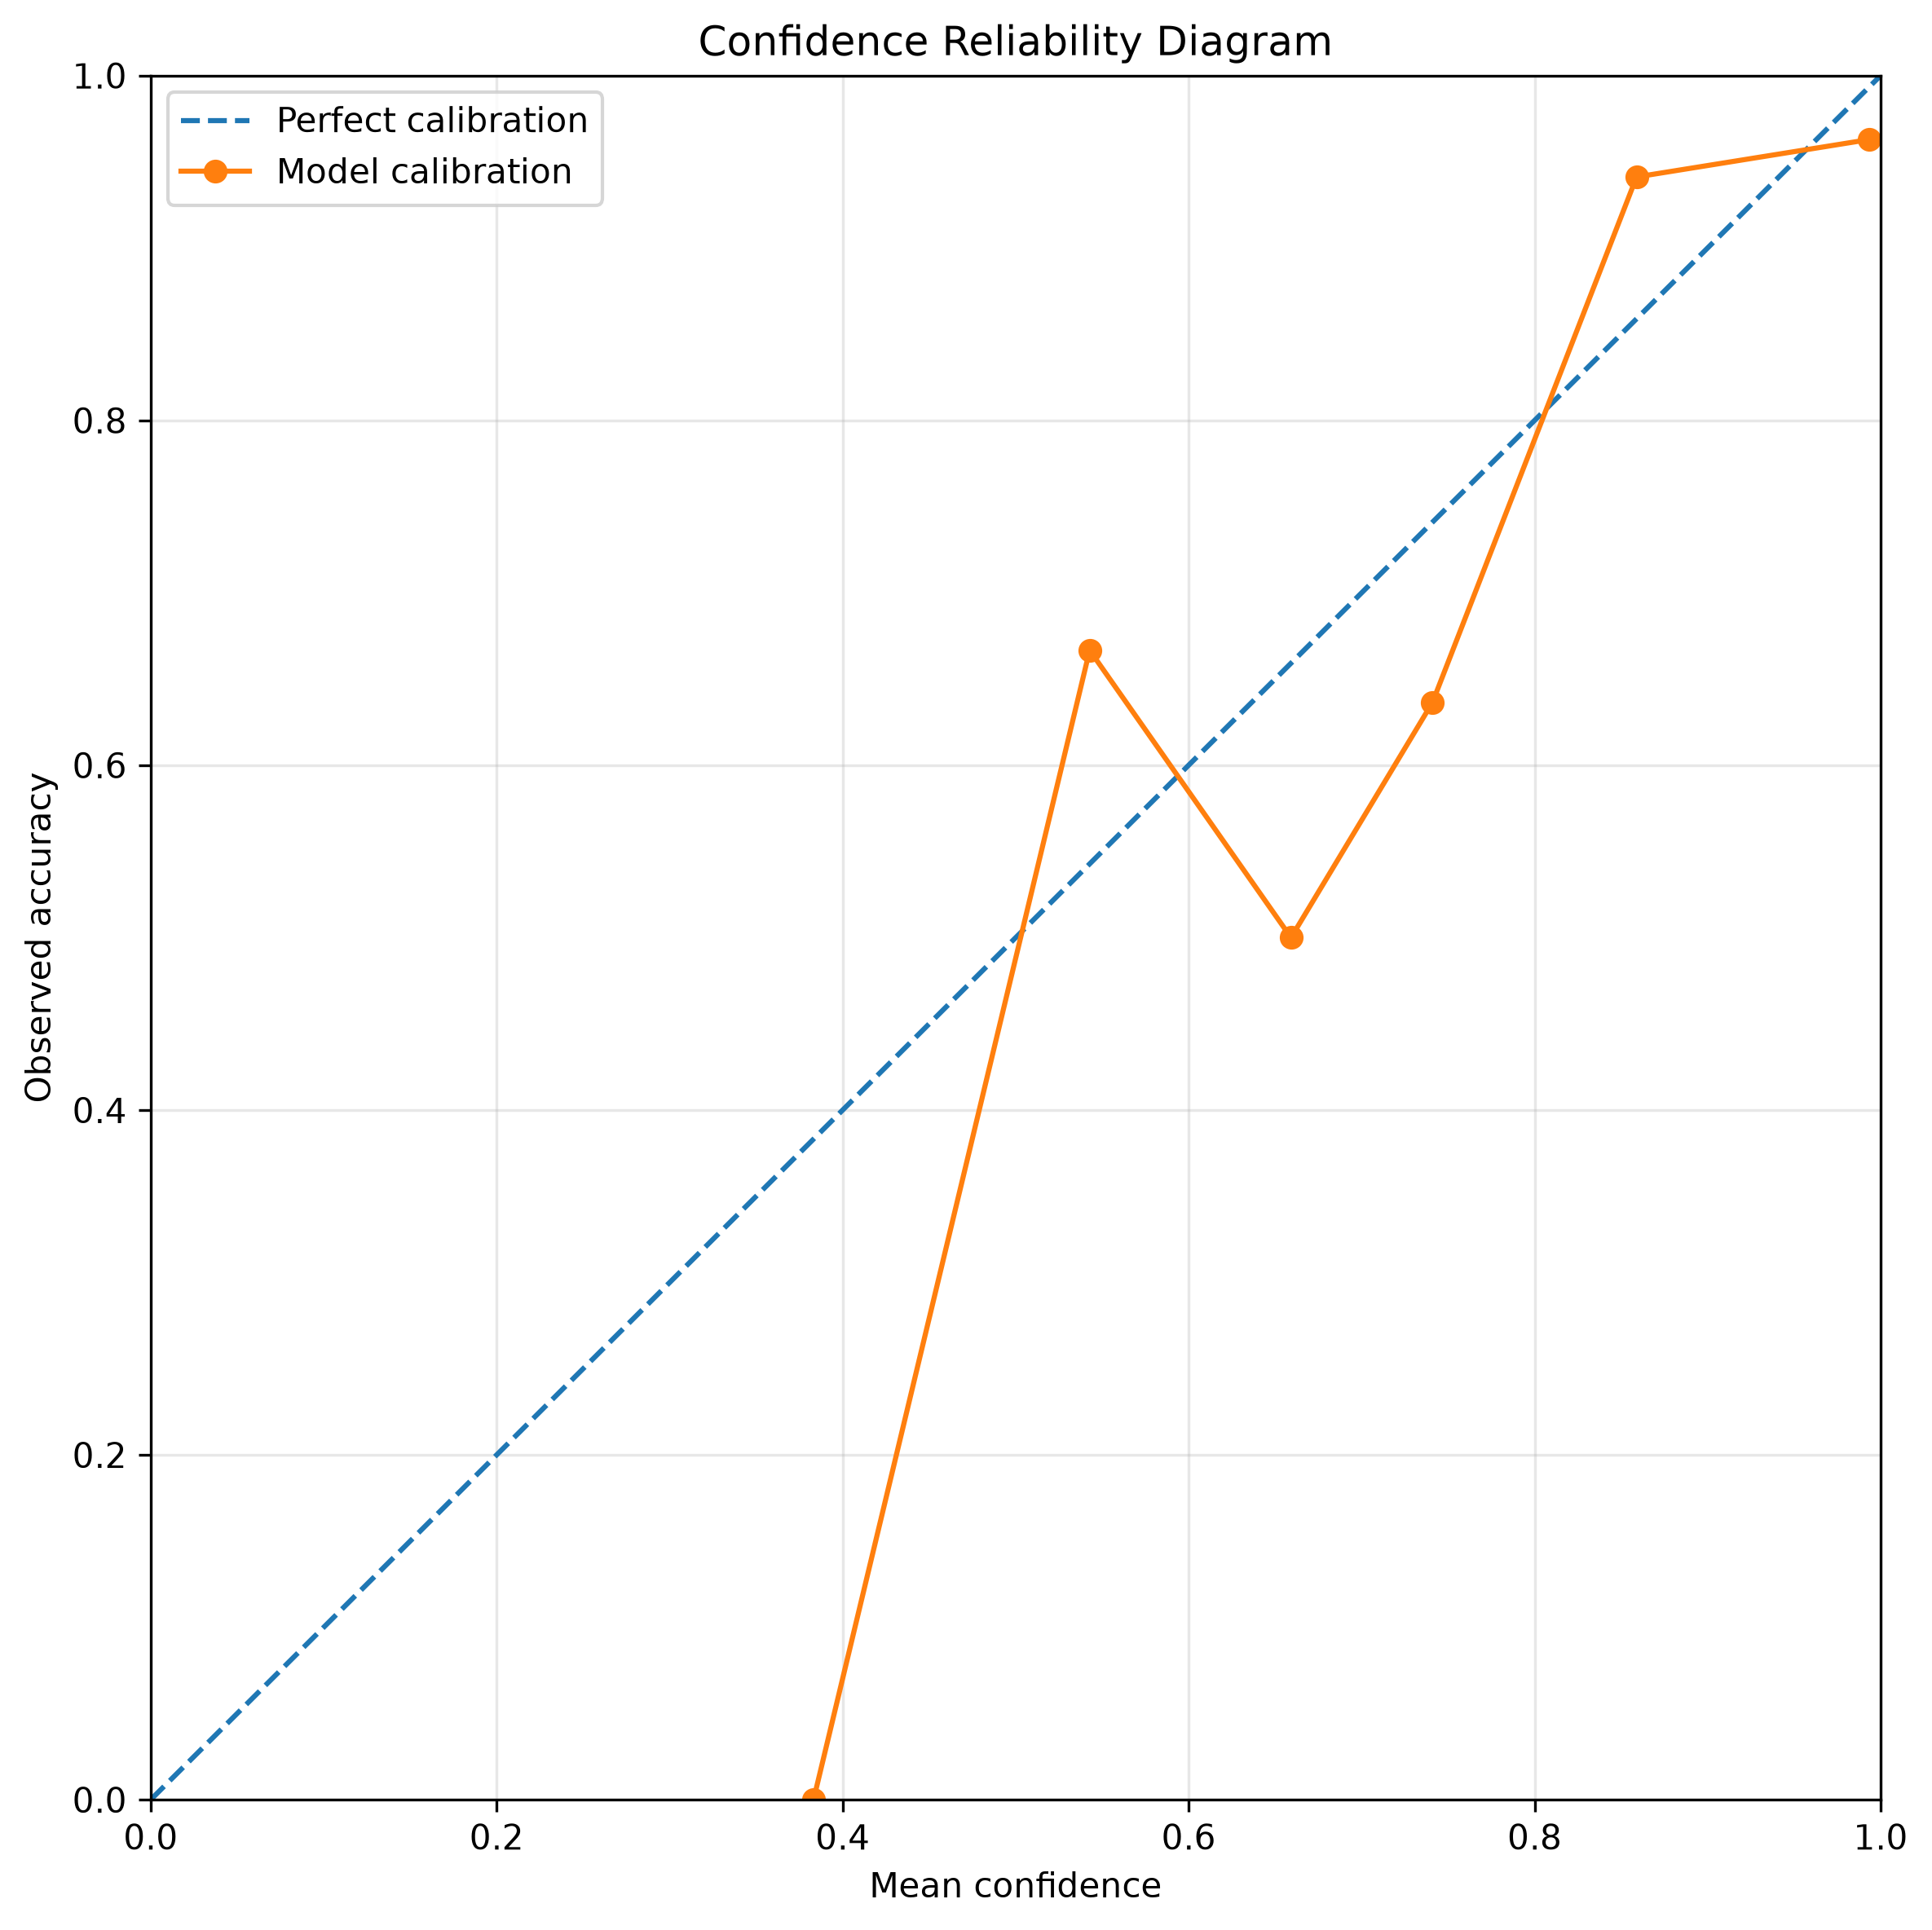 Confidence Reliability Diagram
Perfect calibration
Model calibration
1.0
0.8
0.6
0.4
0.2
0.0
Observed accuracy
0.0 0.2 0.4 0.6 0.8 1.0
Mean confidence